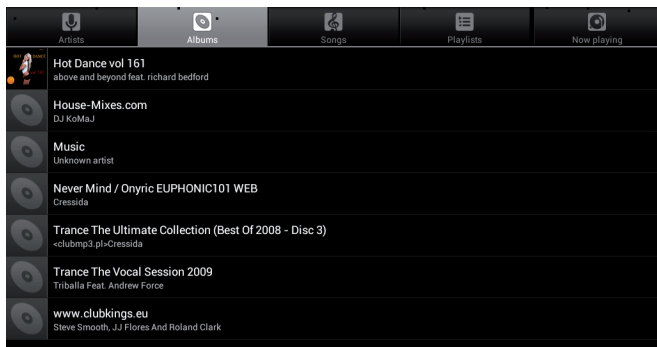 Artists
Albums
Songs
Playlists
Now playing
HOT DANCE
Hot Dance vol 161
above and beyond feat. richard bedford
House-Mixes.com
DJ KoMaJ
Music
Unknown artist
Never Mind / Onyric EUPHONIC101 WEB
Cressida
Trance The Ultimate Collection (Best Of 2008 - Disc 3)
<clubmp3.pl>Cressida
Trance The Vocal Session 2009
Triballa Feat. Andrew Force
www.clubkings.eu
Steve Smooth, JJ Flores And Roland Clark